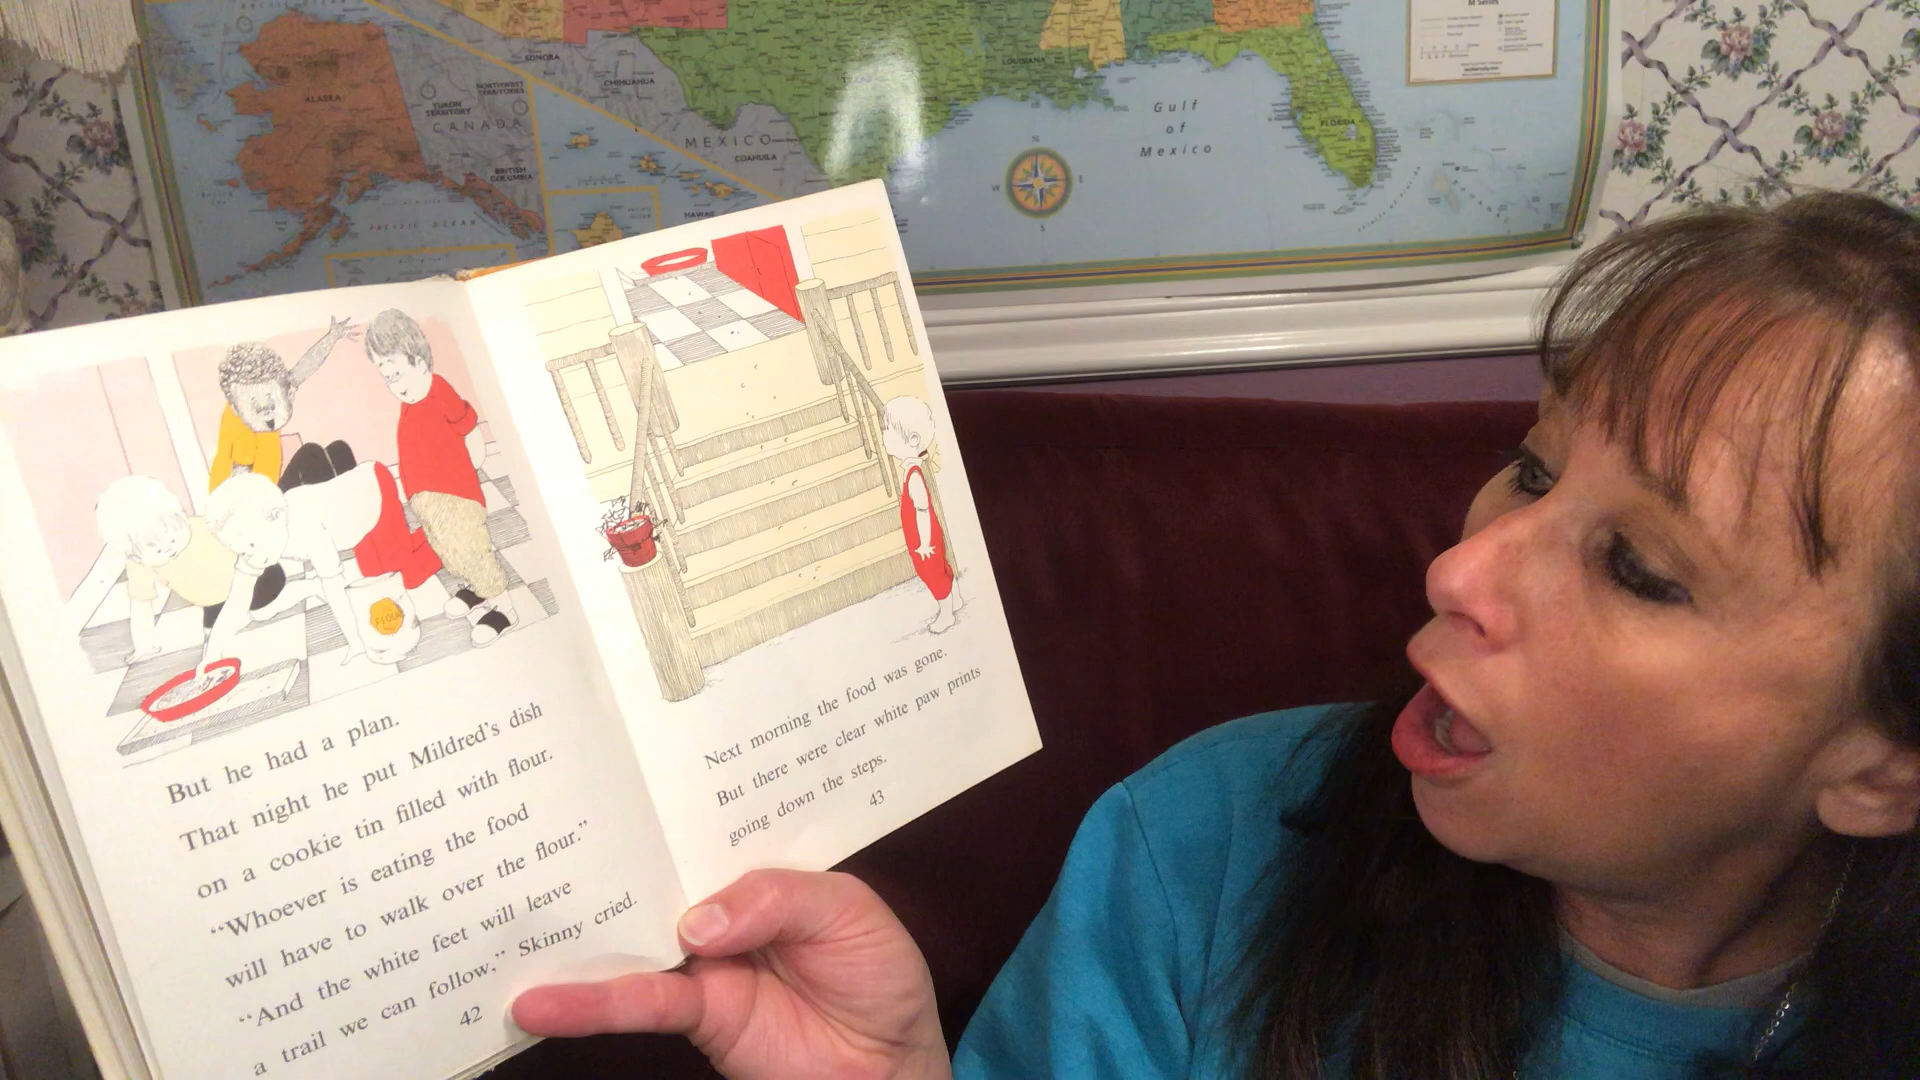 M Series
SONORA
CHIHUAHUA
LOUISIANA
ALASKA
YUKON
TERRITORY
NORTHWEST
TERRITORIES
CANADA
MEXICO
COAHUILA
BRITISH
COLUMBIA
HAWAII
PACIFIC OCEAN
Gulf
of
Mexico
N
W
E
S
FLORIDA
FLOUR
But he had a plan.
That night he put Mildred's dish
on a cookie tin filled with flour.
“Whoever is eating the food
will have to walk over the flour.”
“And the white feet will leave
a trail we can follow,” Skinny cried.
42
Next morning the food was gone.
But there were clear white paw prints
going down the steps.
43